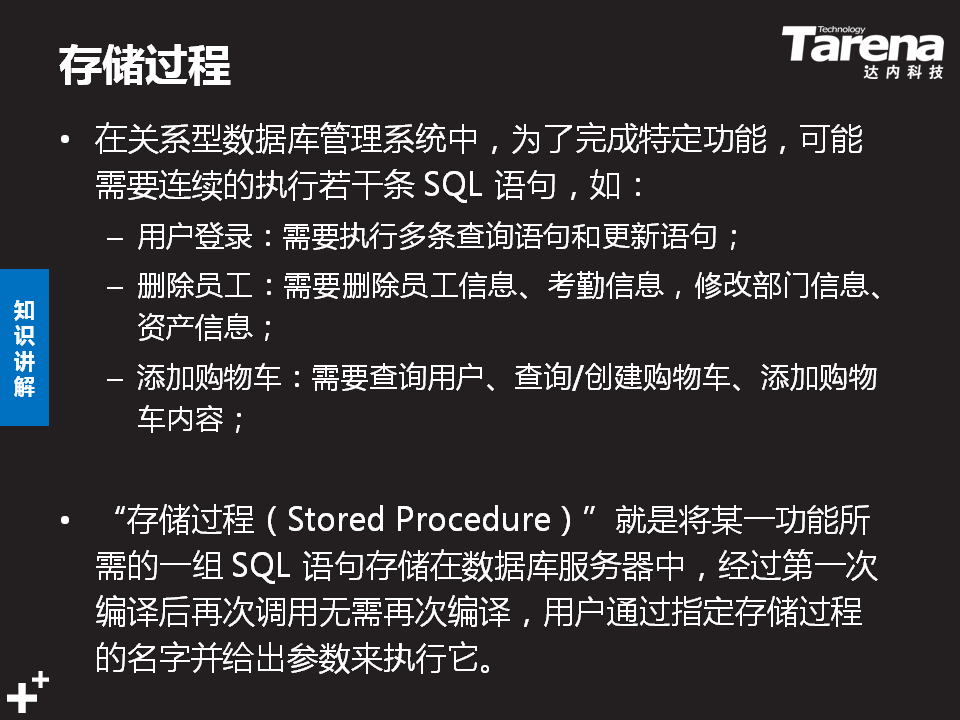 存储过程
Technology
Tarena
达内科技
• 在关系型数据库管理系统中，为了完成特定功能，可能
需要连续的执行若干条 SQL 语句，如：
– 用户登录：需要执行多条查询语句和更新语句；
– 删除员工：需要删除员工信息、考勤信息，修改部门信息、
资产信息；
– 添加购物车：需要查询用户、查询/创建购物车、添加购物
车内容；
知识讲解
• “存储过程（Stored Procedure）”就是将某一功能所
需的一组 SQL 语句存储在数据库服务器中，经过第一次
编译后再次调用无需再次编译，用户通过指定存储过程
的名字并给出参数来执行它。